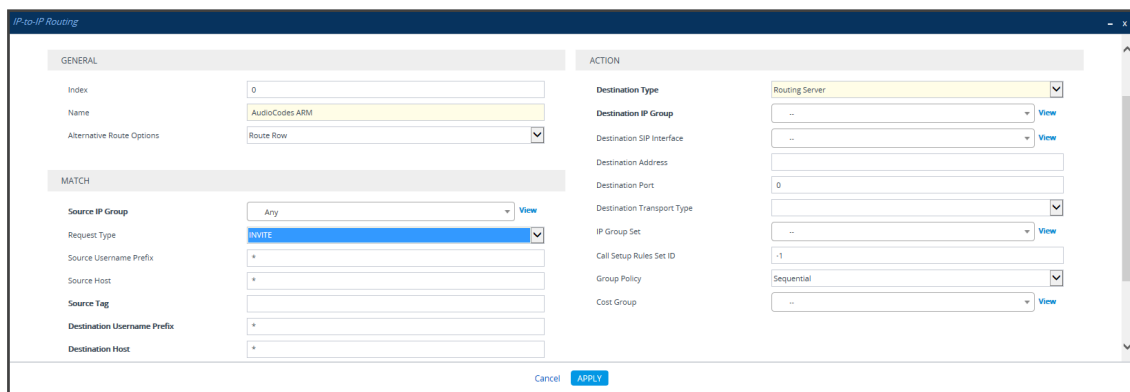 IP-to-IP Routing
– x
GENERAL
Index 0
Name AudioCodes ARM
Alternative Route Options Route Row
MATCH
Source IP Group Any View
Request Type INVITE
Source Username Prefix *
Source Host *
Source Tag
Destination Username Prefix *
Destination Host *
ACTION
Destination Type Routing Server
Destination IP Group -- View
Destination SIP Interface -- View
Destination Address
Destination Port 0
Destination Transport Type
IP Group Set -- View
Call Setup Rules Set ID -1
Group Policy Sequential
Cost Group -- View
Cancel APPLY